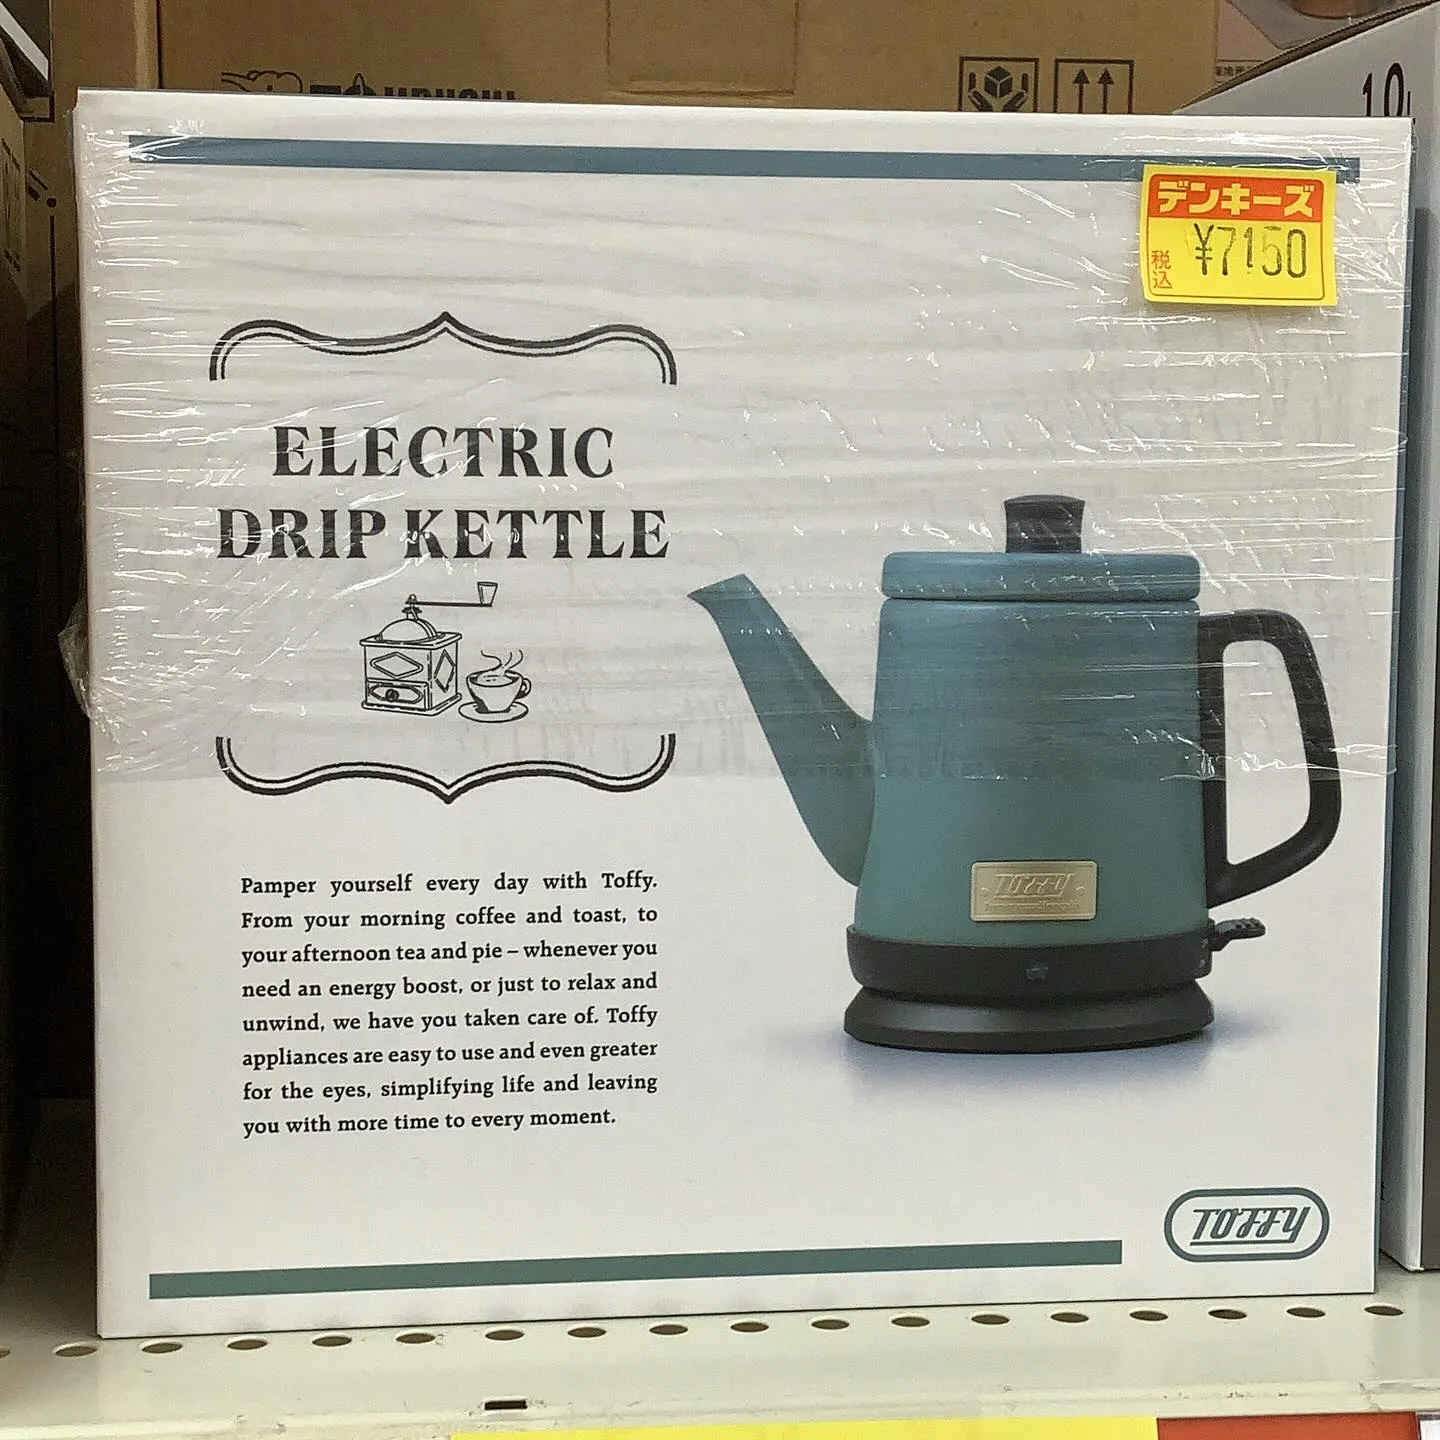 デンキーズ
税込 ¥7150
ELECTRIC
DRIP KETTLE
TOFFY
Pamper yourself every day with Toffy.
From your morning coffee and toast, to
your afternoon tea and pie – whenever you
need an energy boost, or just to relax and
unwind, we have you taken care of. Toffy
appliances are easy to use and even greater
for the eyes, simplifying life and leaving
you with more time to every moment.
TOFFY